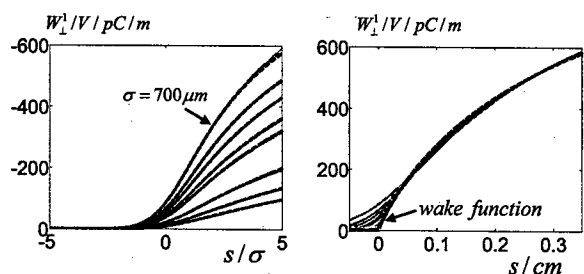 W⊥¹/V/pC/m
-600
-400
-200
0
σ = 700μm
-5
0
5
s/σ
W⊥¹/V/pC/m
600
400
200
0
wake function
0
0.1
0.2
0.3
s/cm